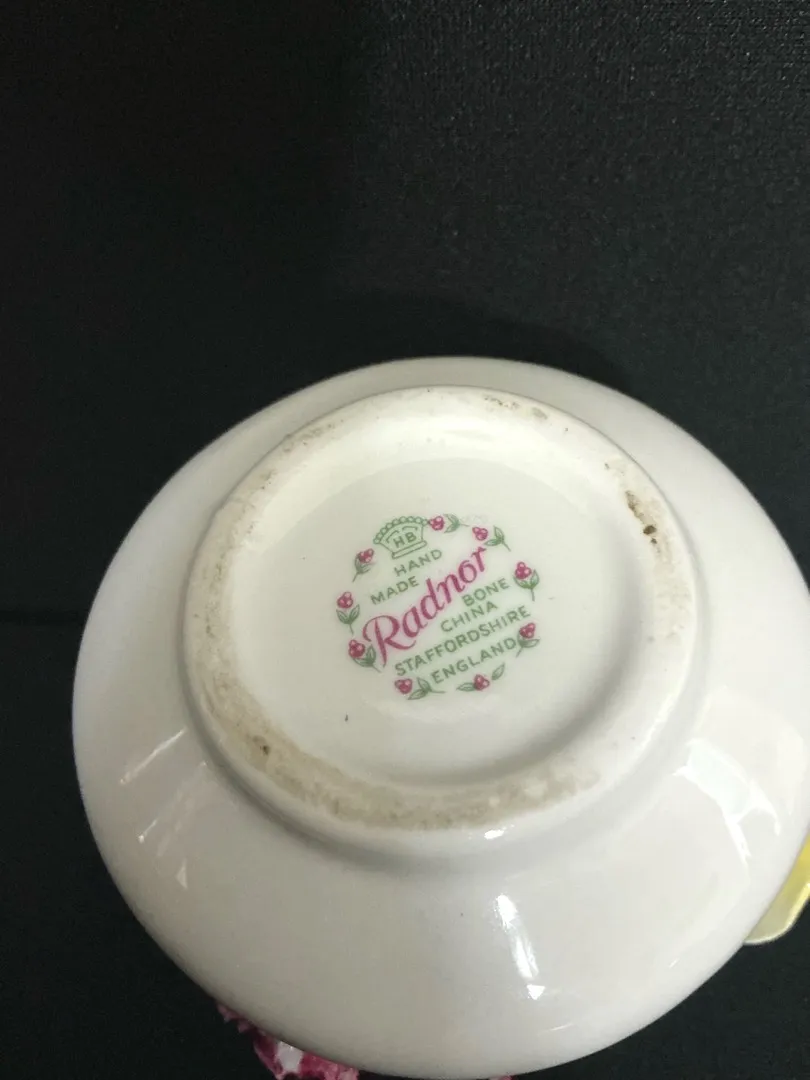 HB
HAND
MADE
Radnor
BONE
CHINA
STAFFORDSHIRE
ENGLAND